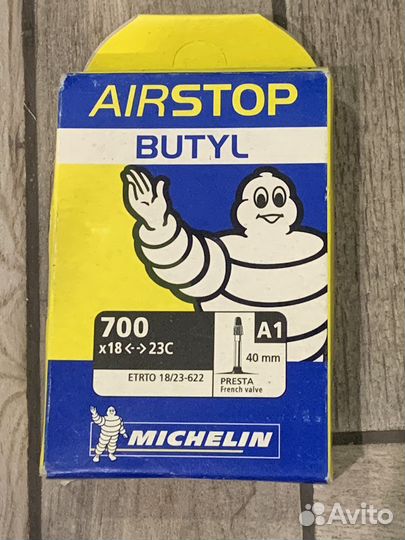 AIRSTOP
BUTYL
700
x18<-->23C
A1
40 mm
ETRTO 18/23-622
PRESTA
French valve
MICHELIN
Avito